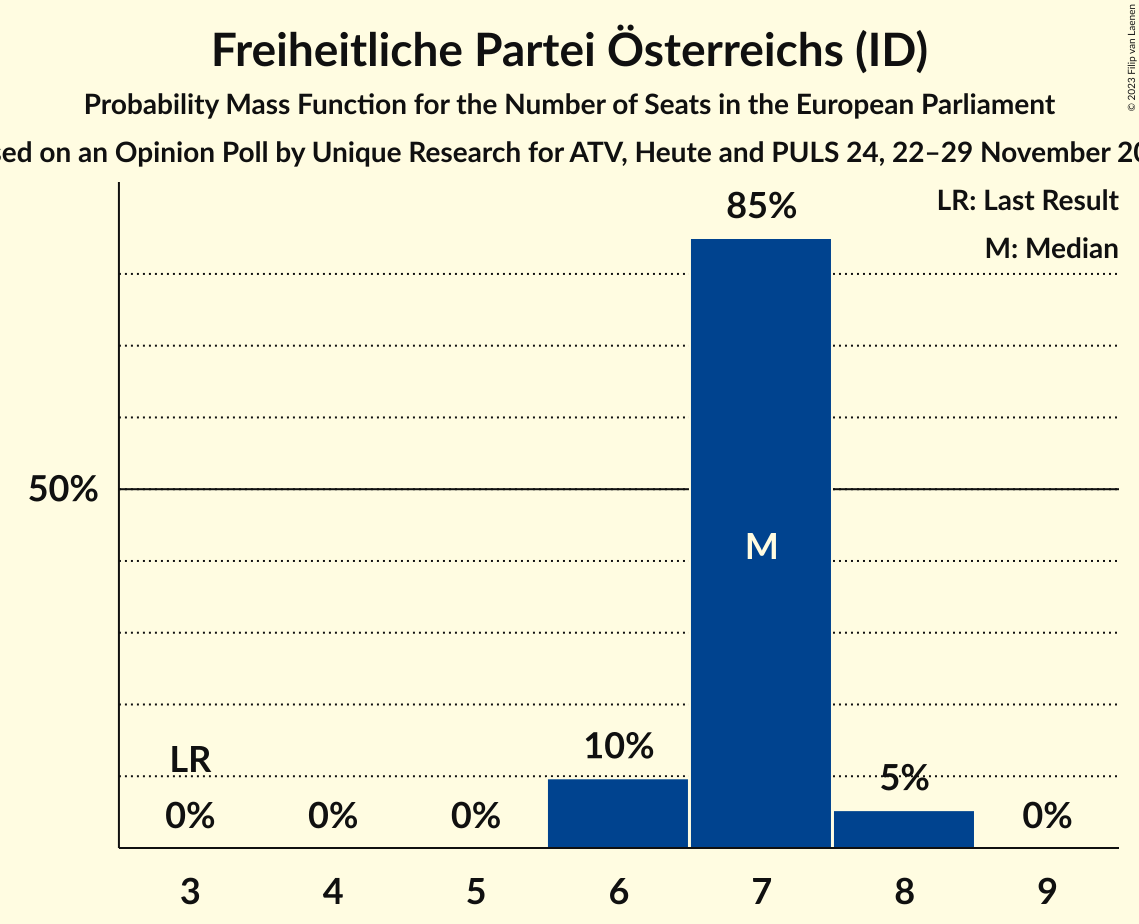 Freiheitliche Partei Österreichs (ID)
Probability Mass Function for the Number of Seats in the European Parliament
on an Opinion Poll by Unique Research for ATV, Heute and PULS 24, 22–29 November
© 2023 Filip van Laenen
LR: Last Result
M: Median
85%
50%
M
LR
10%
5%
0% 0% 0% 0%
3 4 5 6 7 8 9